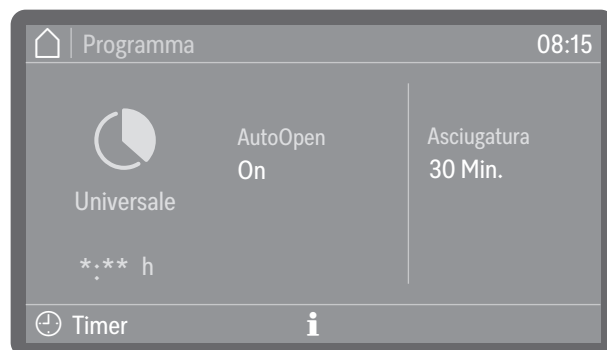 Programma 08:15
AutoOpen
On
Asciugatura
30 Min.
Universale
*:** h
Timer i